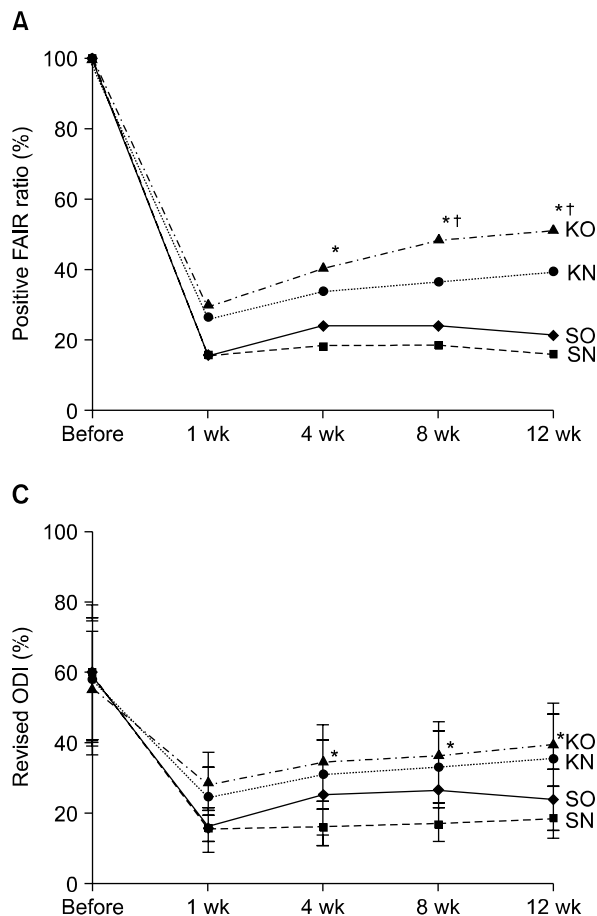 A
Positive FAIR ratio (%)
100
80
60
40
20
0
*
*†
*†
KO
KN
SO
SN
Before 1 wk 4 wk 8 wk 12 wk
C
Revised ODI (%)
100
80
60
40
20
0
*
*
*
KO
KN
SO
SN
Before 1 wk 4 wk 8 wk 12 wk